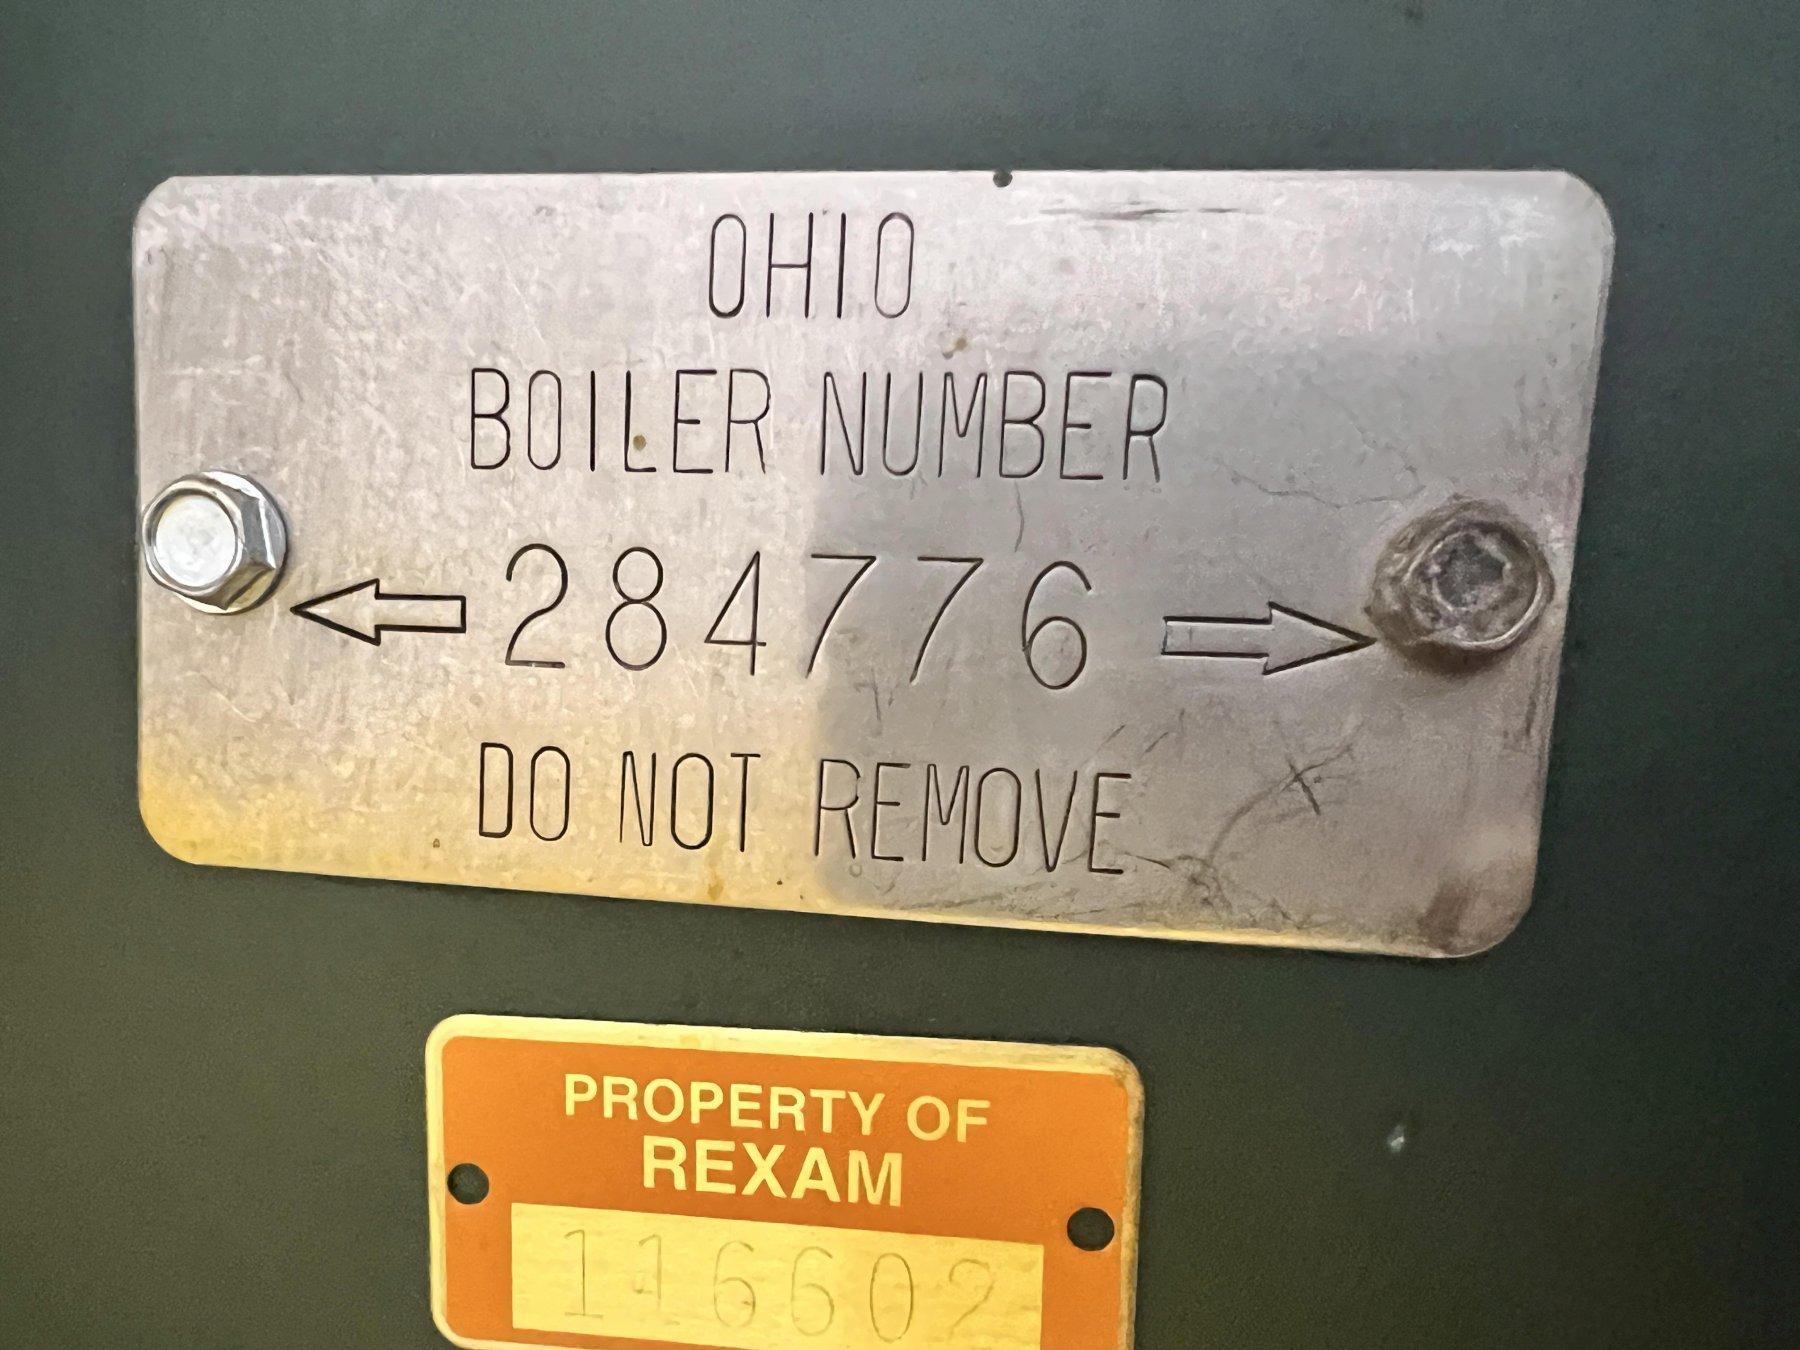 OHIO
BOILER NUMBER
284776
DO NOT REMOVE
PROPERTY OF
REXAM
116602